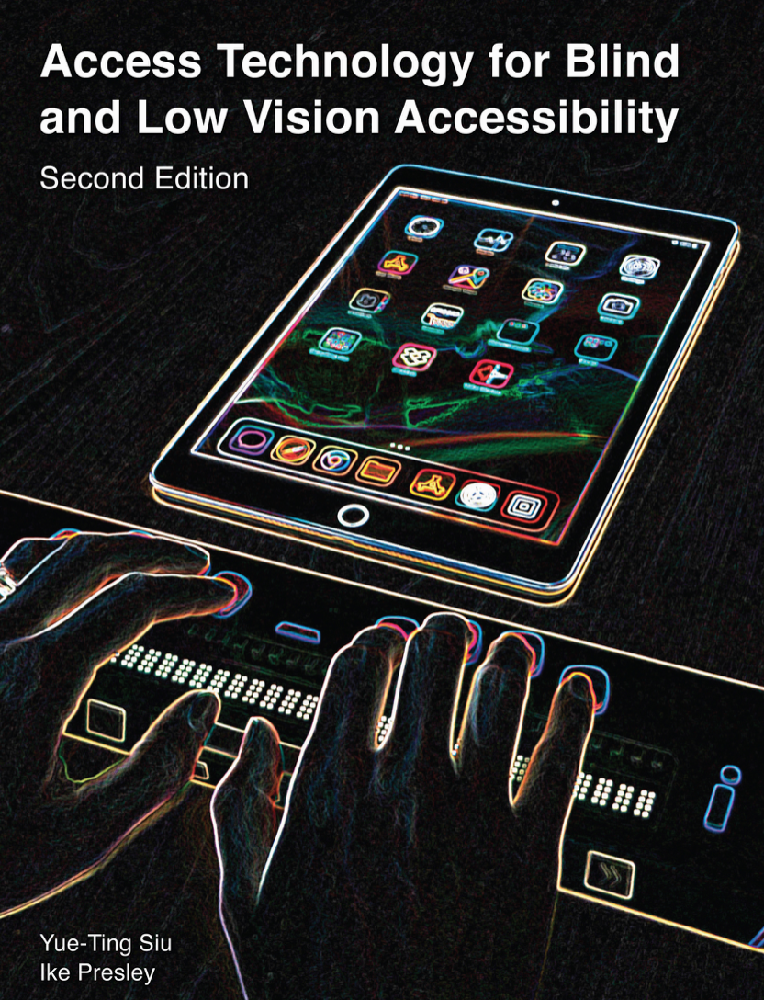 Access Technology for Blind
and Low Vision Accessibility
Second Edition
Yue-Ting Siu
Ike Presley